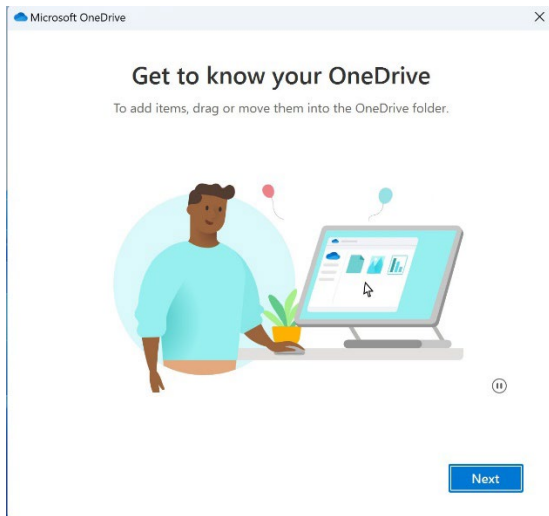 Microsoft OneDrive
Get to know your OneDrive
To add items, drag or move them into the OneDrive folder.
Next